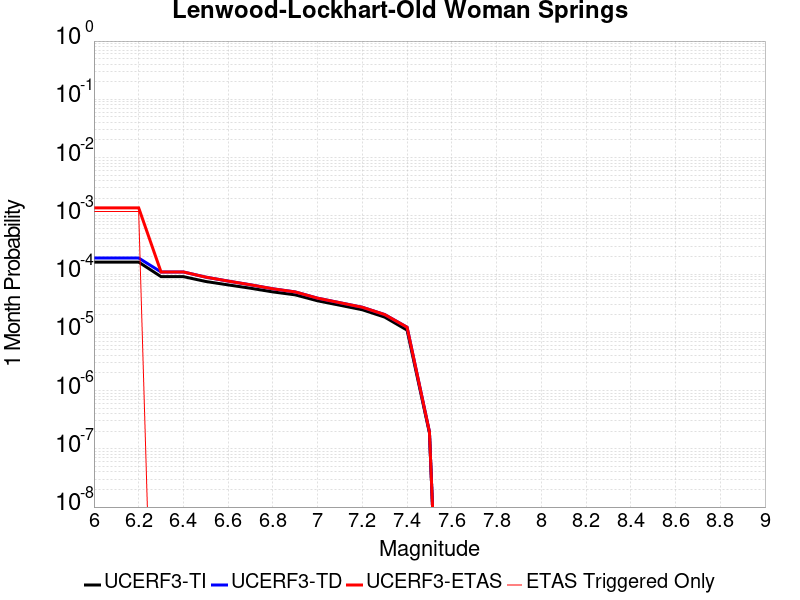 Lenwood-Lockhart-Old Woman Springs
10^0
10^-1
10^-2
10^-3
10^-4
10^-5
10^-6
10^-7
10^-8
1 Month Probability
6 6.2 6.4 6.6 6.8 7 7.2 7.4 7.6 7.8 8 8.2 8.4 8.6 8.8 9
Magnitude
UCERF3-TI UCERF3-TD UCERF3-ETAS ETAS Triggered Only